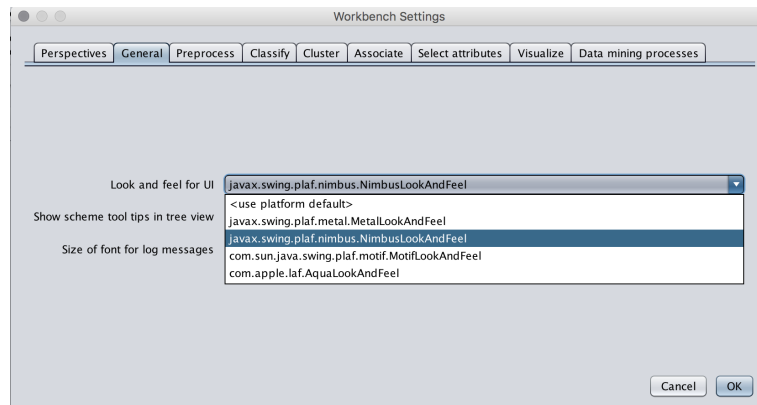 Workbench Settings
Perspectives General Preprocess Classify Cluster Associate Select attributes Visualize Data mining processes
Look and feel for UI javax.swing.plaf.nimbus.NimbusLookAndFeel
<use platform default>
Show scheme tool tips in tree view
javax.swing.plaf.metal.MetalLookAndFeel
javax.swing.plaf.nimbus.NimbusLookAndFeel
Size of font for log messages
com.sun.java.swing.plaf.motif.MotifLookAndFeel
com.apple.laf.AquaLookAndFeel
Cancel OK